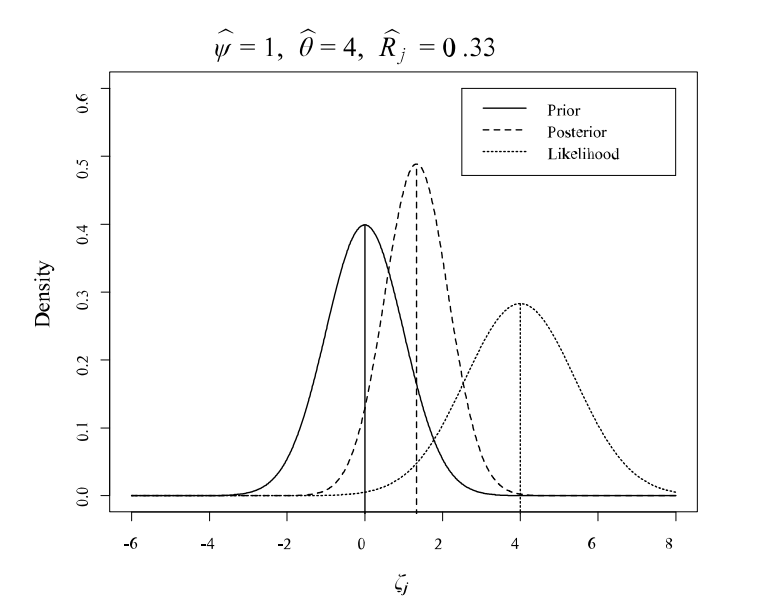 ψ̂ = 1, θ̂ = 4, R̂ j = 0 .33
Prior
Posterior
Likelihood
Density
0.6
0.5
0.4
0.3
0.2
0.1
0.0
-6 -4 -2 0 2 4 6 8
ζj